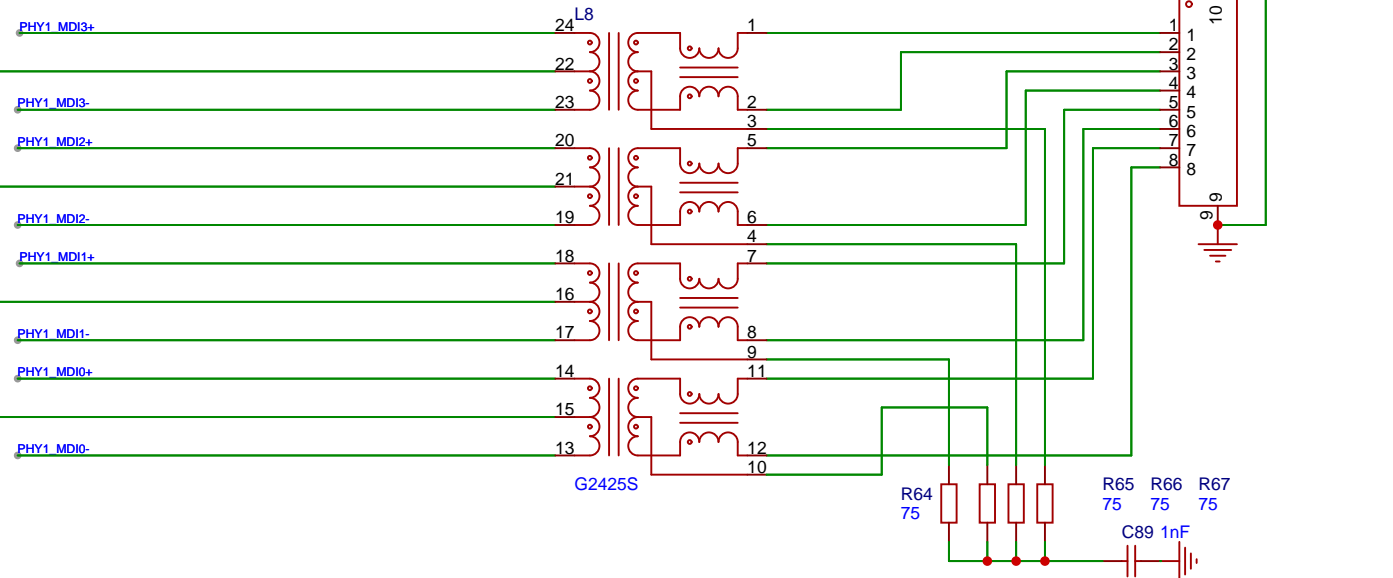 L8
10
PHY1_MDI3+ 24 1 1 1
2 2
22 3 3
PHY1_MDI3- 23 2 4 4
3 5 5
PHY1_MDI2+ 20 5 6 6
7 7
21 8 8
9 9
PHY1_MDI2- 19 6
4
PHY1_MDI1+ 18 7
16
PHY1_MDI1- 17 8
9
PHY1_MDI0+ 14 11
15
PHY1_MDI0- 13 12
10
G2425S
R64 R65 R66 R67
75 75 75 75
C89 1nF